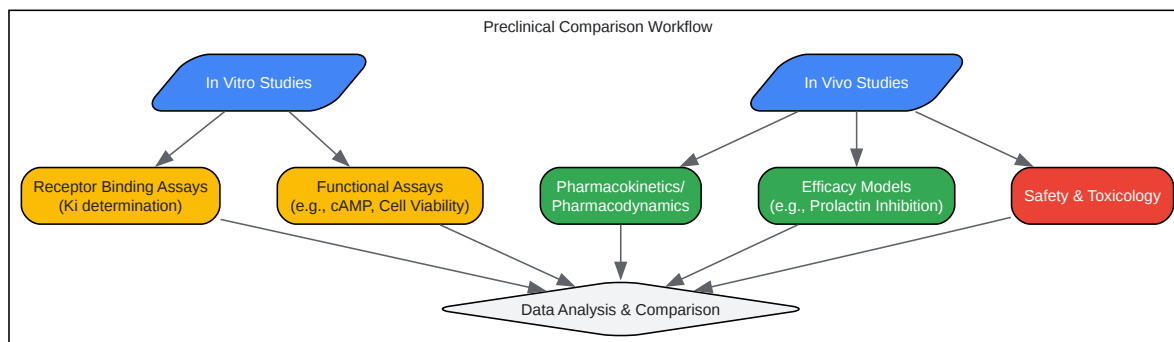 Preclinical Comparison Workflow
In Vitro Studies
In Vivo Studies
Receptor Binding Assays
(Ki determination)
Functional Assays
(e.g., cAMP, Cell Viability)
Pharmacokinetics/
Pharmacodynamics
Efficacy Models
(e.g., Prolactin Inhibition)
Safety & Toxicology
Data Analysis & Comparison